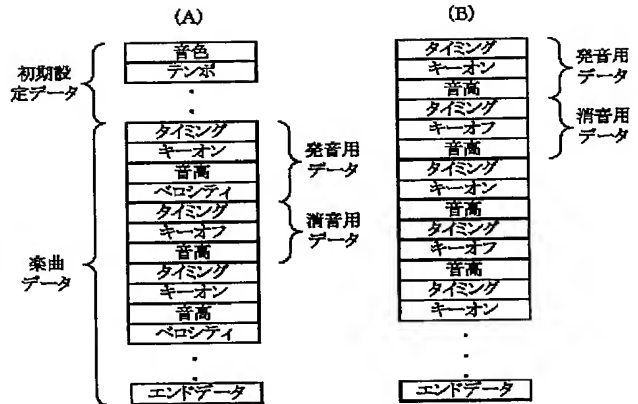 (A)
初期設
定データ
音色
テンポ
楽曲
データ
タイミング
キーオン
音高
ベロシティ
タイミング
キーオフ
音高
タイミング
キーオン
音高
ベロシティ
エンドデータ
発音用
データ
消音用
データ
(B)
タイミング
キーオン
音高
タイミング
キーオフ
音高
タイミング
キーオン
音高
タイミング
キーオフ
音高
タイミング
キーオン
エンドデータ
発音用
データ
消音用
データ